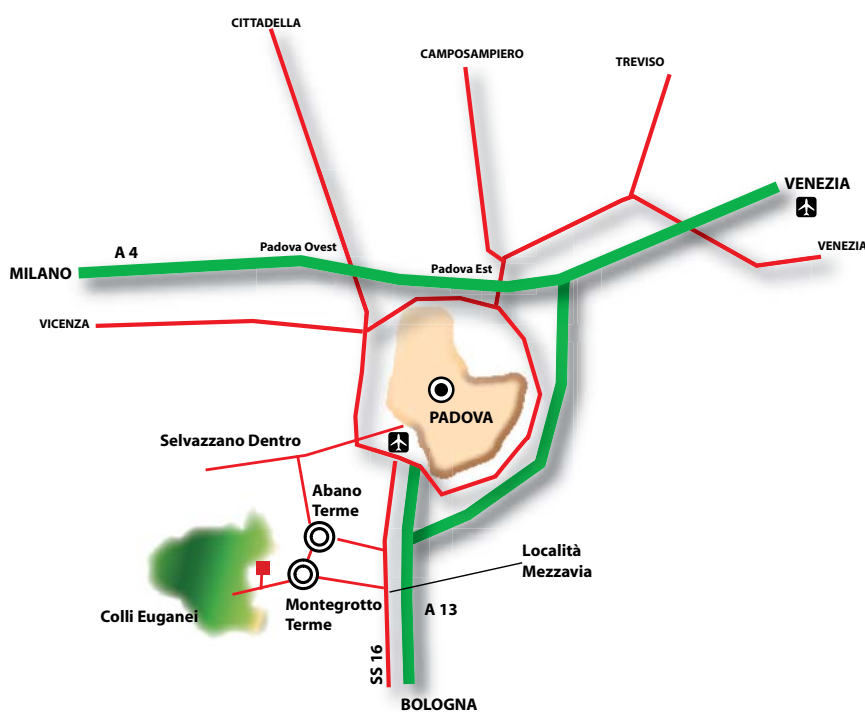 CITTADELLA
CAMPOSAMPIERO
TREVISO
VENEZIA
A 4
Padova Ovest
VENEZIA
Padova Est
MILANO
VICENZA
PADOVA
Selvazzano Dentro
Abano
Terme
Località
Mezzavia
Colli Euganei
Montegrotto
Terme
A 13
SS 16
BOLOGNA